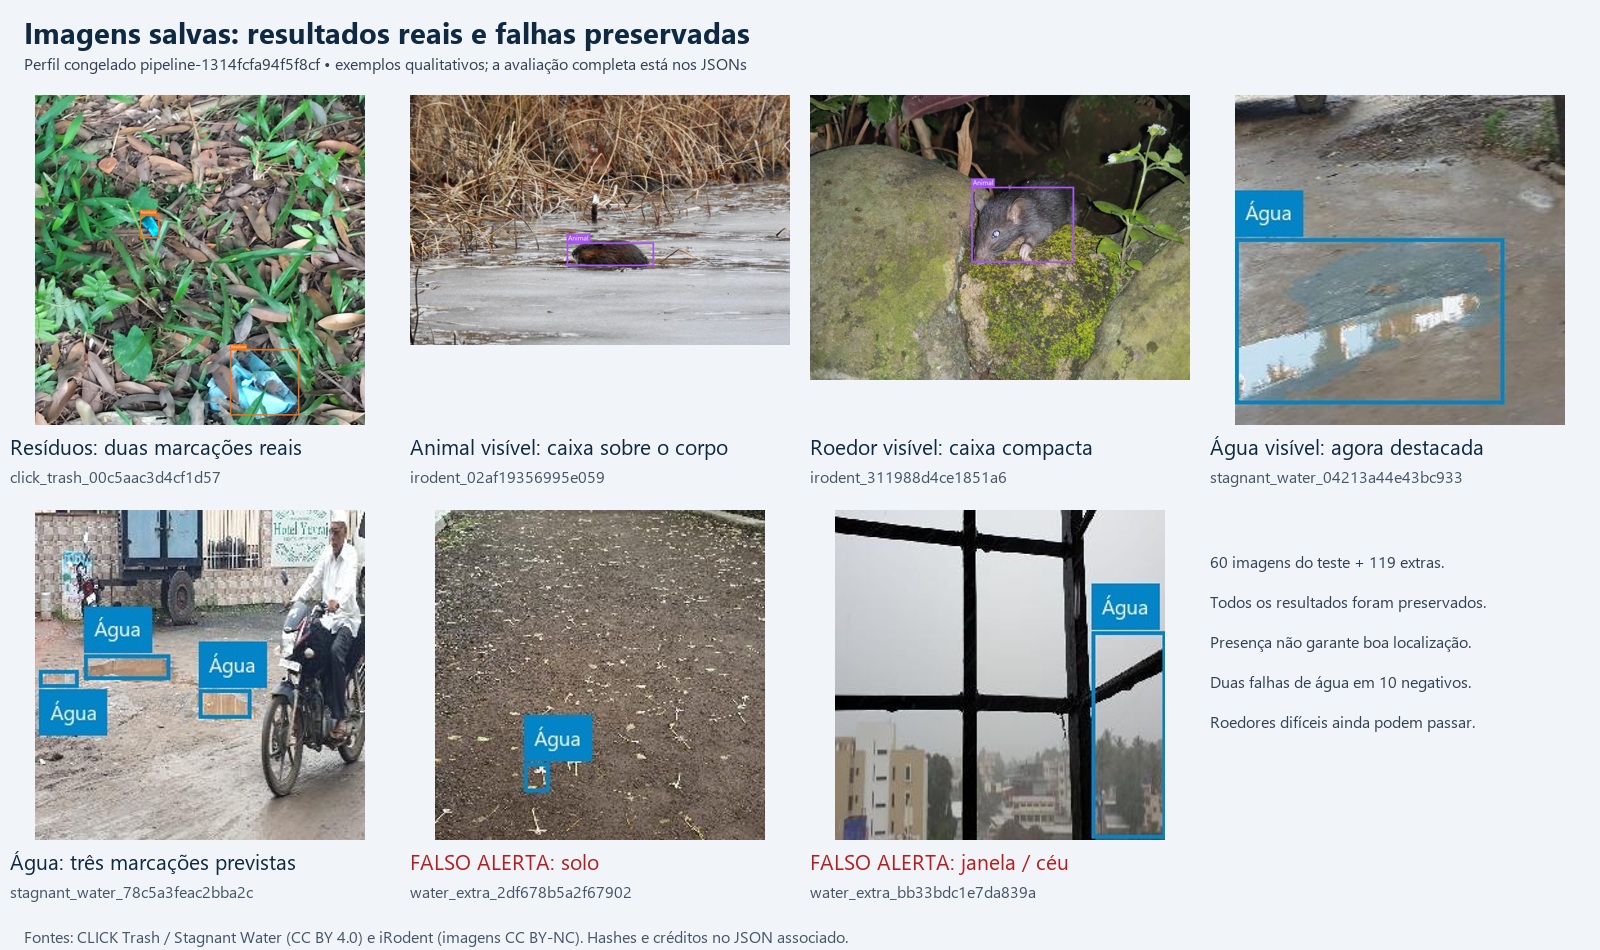 Imagens salvas: resultados reais e falhas preservadas
Perfil congelado pipeline-1314fcfa94f5f8cf • exemplos qualitativos; a avaliação completa está nos JSONs
Animal
Animal
Água
Resíduos: duas marcações reais
click_trash_00c5aac3d4cf1d57
Animal visível: caixa sobre o corpo
irodent_02af19356995e059
Roedor visível: caixa compacta
irodent_311988d4ce1851a6
Água visível: agora destacada
stagnant_water_04213a44e43bc933
Hotel Yuvraj
Água
Água
Água
Água
Água
60 imagens do teste + 119 extras.
Todos os resultados foram preservados.
Presença não garante boa localização.
Duas falhas de água em 10 negativos.
Roedores difíceis ainda podem passar.
Água: três marcações previstas
stagnant_water_78c5a3feac2bba2c
FALSO ALERTA: solo
water_extra_2df678b5a2f67902
FALSO ALERTA: janela / céu
water_extra_bb33bdc1e7da839a
Fontes: CLICK Trash / Stagnant Water (CC BY 4.0) e iRodent (imagens CC BY-NC). Hashes e créditos no JSON associado.